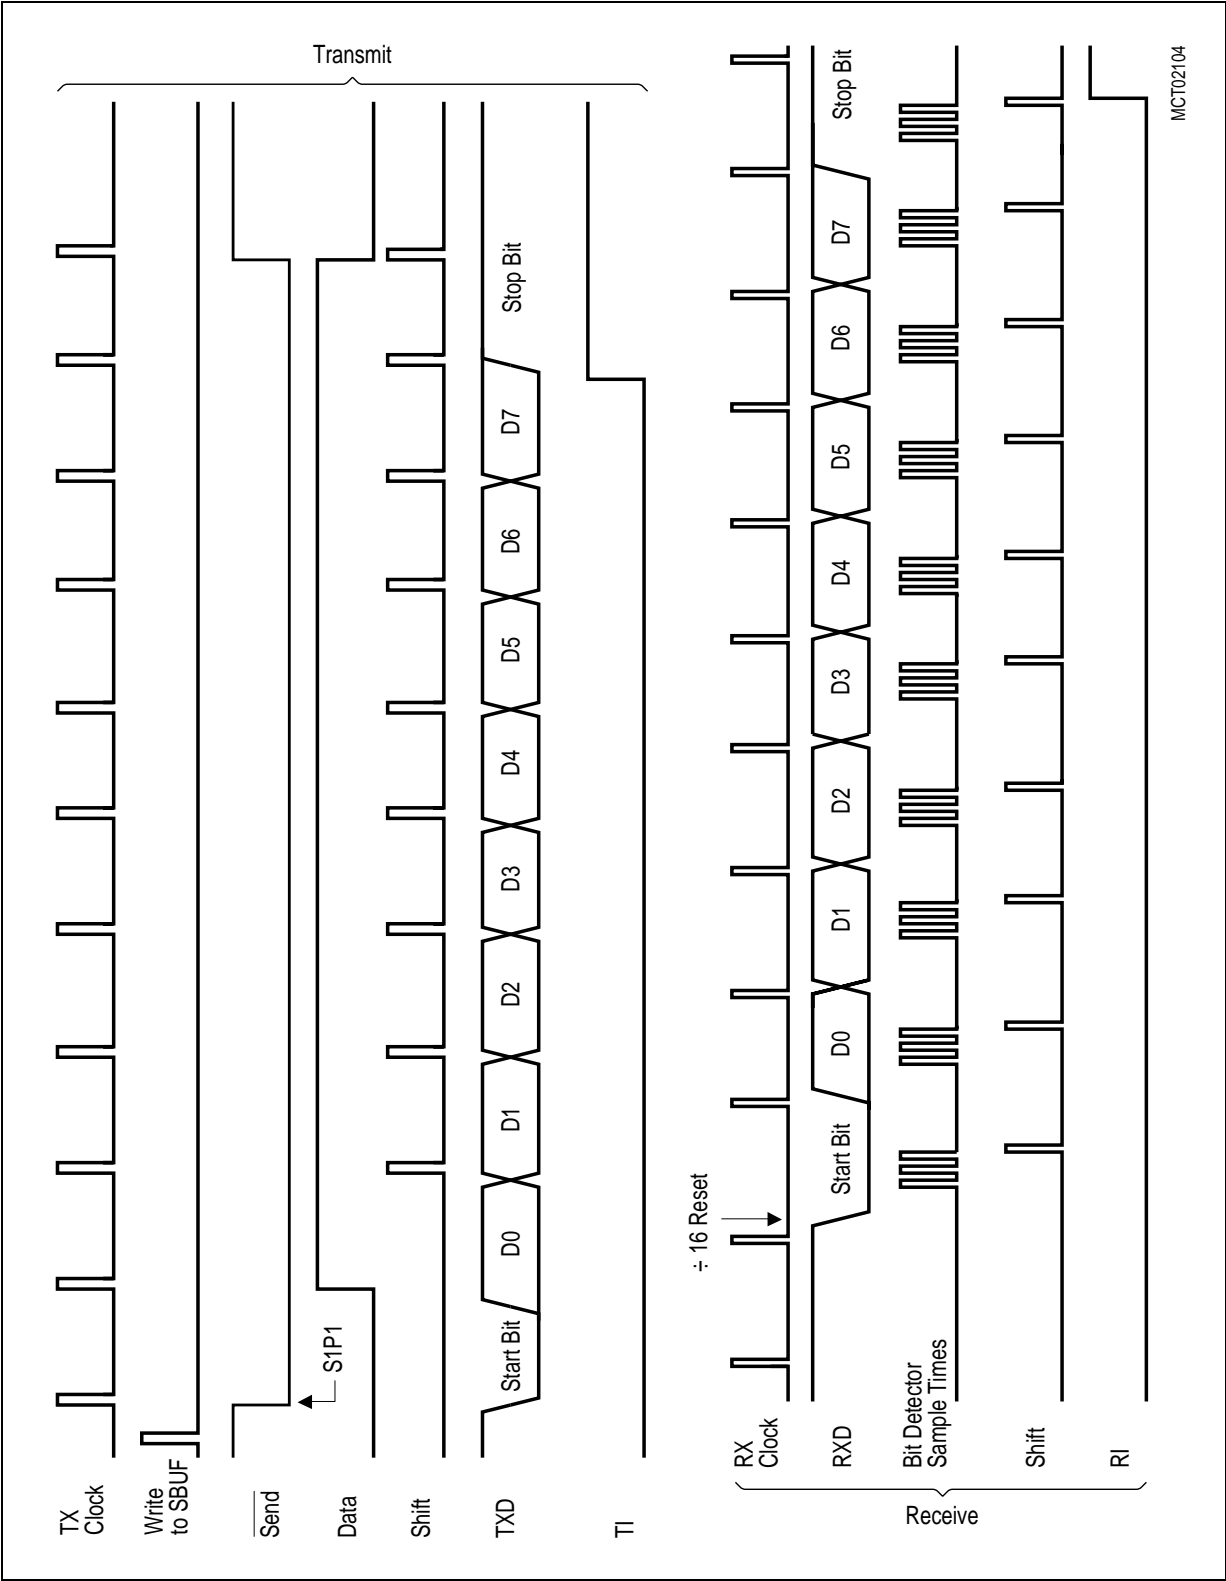 Transmit
TX
Clock
Write
to SBUF
Send
S1P1
Data
Shift
TXD
Start Bit
D0
D1
D2
D3
D4
D5
D6
D7
Stop Bit
TI
÷ 16 Reset
RX
Clock
RXD
Start Bit
D0
D1
D2
D3
D4
D5
D6
D7
Stop Bit
Bit Detector
Sample Times
Shift
RI
Receive
MCT02104